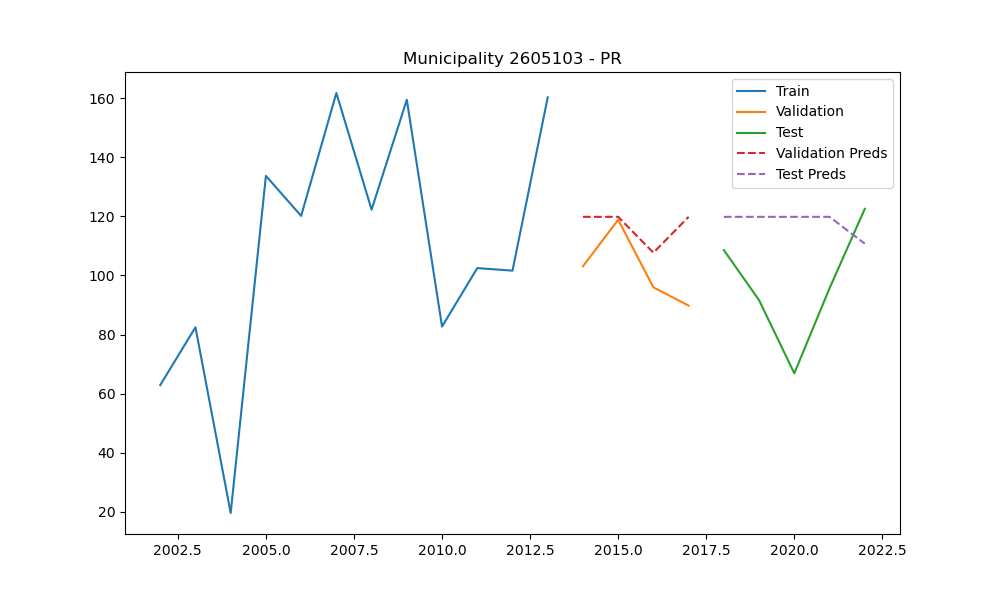 Municipality 2605103 - PR
Train
Validation
Test
Validation Preds
Test Preds
160
140
120
100
80
60
40
20
2002.5 2005.0 2007.5 2010.0 2012.5 2015.0 2017.5 2020.0 2022.5